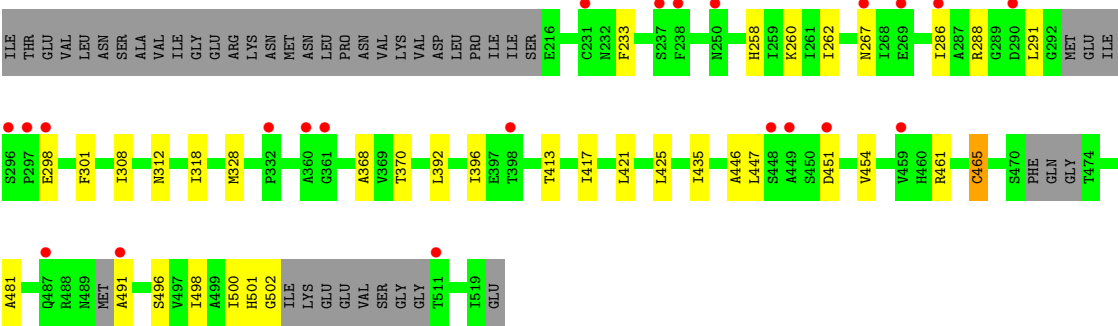 ILE THR GLU VAL LEU ASN SER ALA VAL ILE GLY GLU ARG LYS ASN MET ASN LEU PRO ASN VAL LYS VAL ASP LEU PRO ILE ILE SER E216 C231 N232 F233 S237 F238 N250 H258 I259 K260 I261 I262 N267 I268 E269 I286 A287 R288 G289 D290 L291 G292 MET GLU ILE
S296 P297 E298 F301 I308 N312 I318 M328 P332 A360 G361 A368 V369 T370 L392 I396 E397 T398 T413 I417 L421 L425 I435 A446 L447 S448 A449 S450 D451 V454 V459 H460 R461 C465 S470 PHE GLN GLY T474
A481 Q487 R488 N489 MET A491 S496 V497 I498 A499 I500 H501 G502 ILE LYS GLU GLU VAL SER GLY GLY T511 I519 GLU